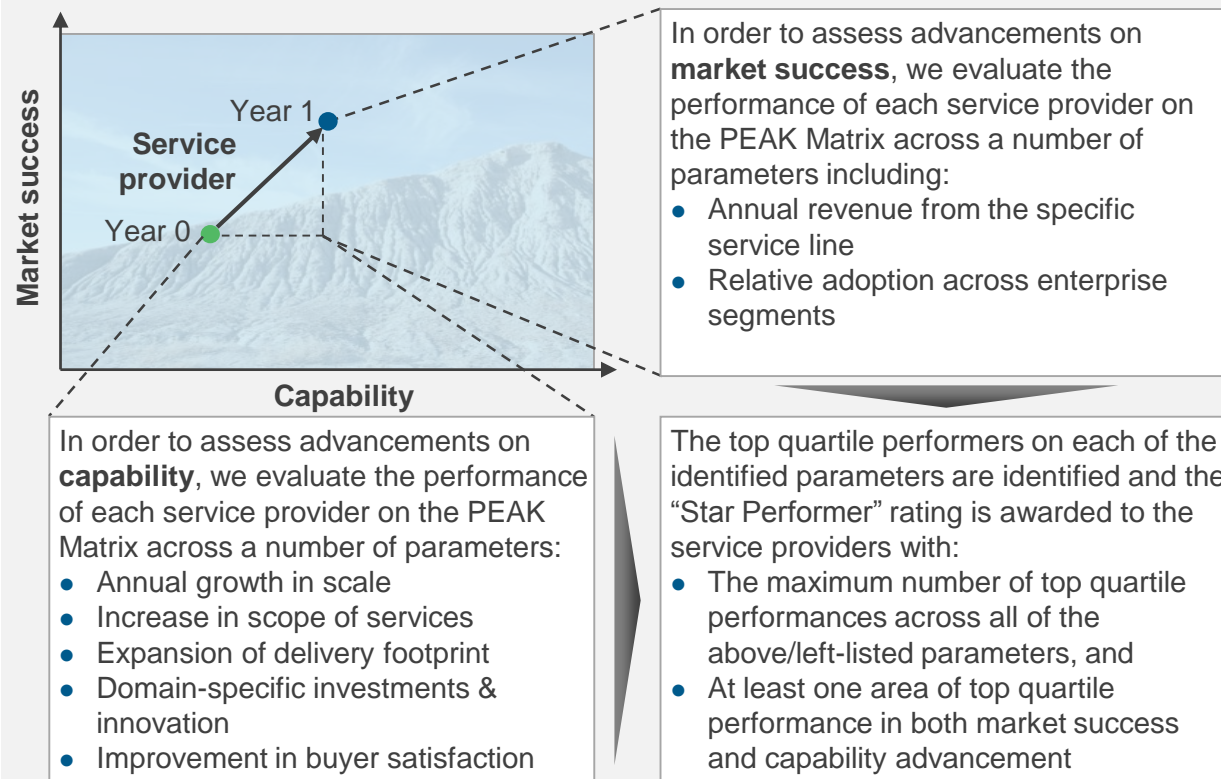 Market success
Year 1
Service
provider
Year 0
Capability
In order to assess advancements on
market success, we evaluate the
performance of each service provider on
the PEAK Matrix across a number of
parameters including:
● Annual revenue from the specific
service line
● Relative adoption across enterprise
segments
In order to assess advancements on
capability, we evaluate the performance
of each service provider on the PEAK
Matrix across a number of parameters:
● Annual growth in scale
● Increase in scope of services
● Expansion of delivery footprint
● Domain-specific investments &
innovation
● Improvement in buyer satisfaction
The top quartile performers on each of the
identified parameters are identified and the
“Star Performer” rating is awarded to the
service providers with:
● The maximum number of top quartile
performances across all of the
above/left-listed parameters, and
● At least one area of top quartile
performance in both market success
and capability advancement